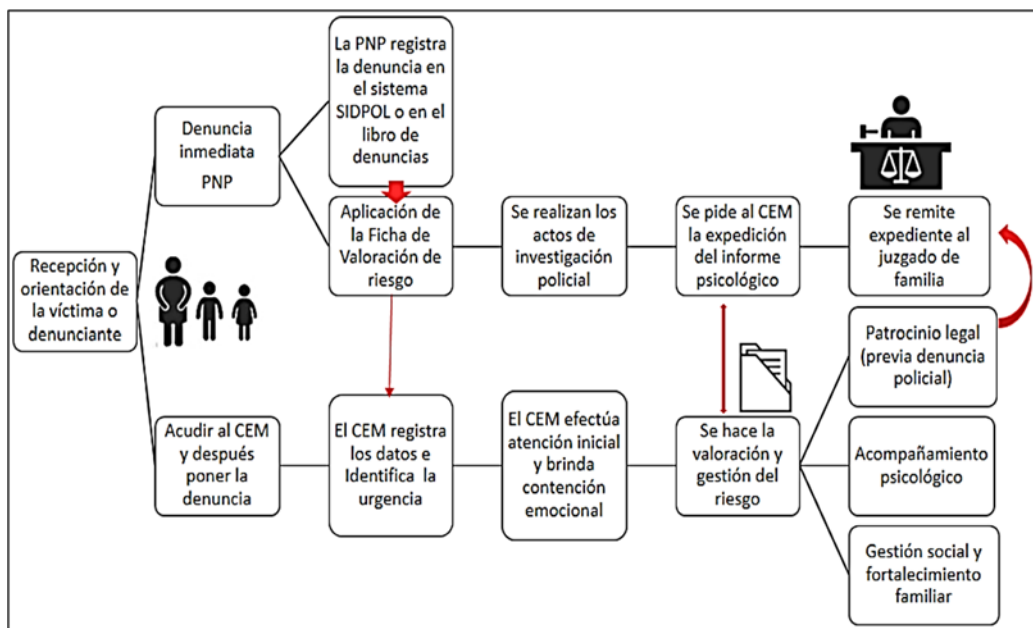 La PNP registra
la denuncia en
el sistema
SIDPOL o en el
libro de
denuncias
Denuncia
inmediata
PNP
Aplicación de
la Ficha de
Valoración de
riesgo
Se realizan los
actos de
investigación
policial
Se pide al CEM
la expedición
del informe
psicológico
Se remite
expediente al
juzgado de
familia
Recepción y
orientación de
la víctima o
denunciante
Patrocinio legal
(previa denuncia
policial)
Acudir al CEM
y después
poner la
denuncia
El CEM registra
los datos e
Identifica la
urgencia
El CEM efectúa
atención inicial
y brinda
contención
emocional
Se hace la
valoración y
gestión del
riesgo
Acompañamiento
psicológico
Gestión social y
fortalecimiento
familiar